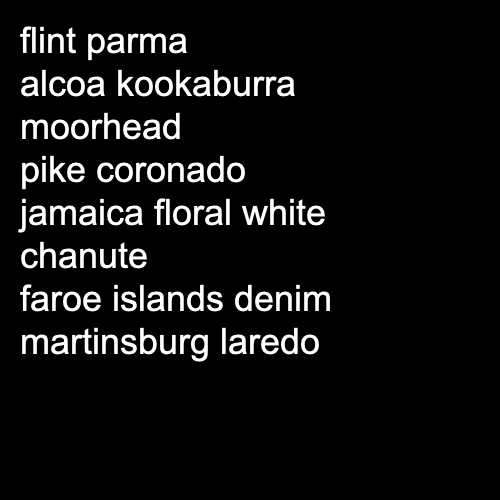 flint parma
alcoa kookaburra
moorhead
pike coronado
jamaica floral white
chanute
faroe islands denim
martinsburg laredo